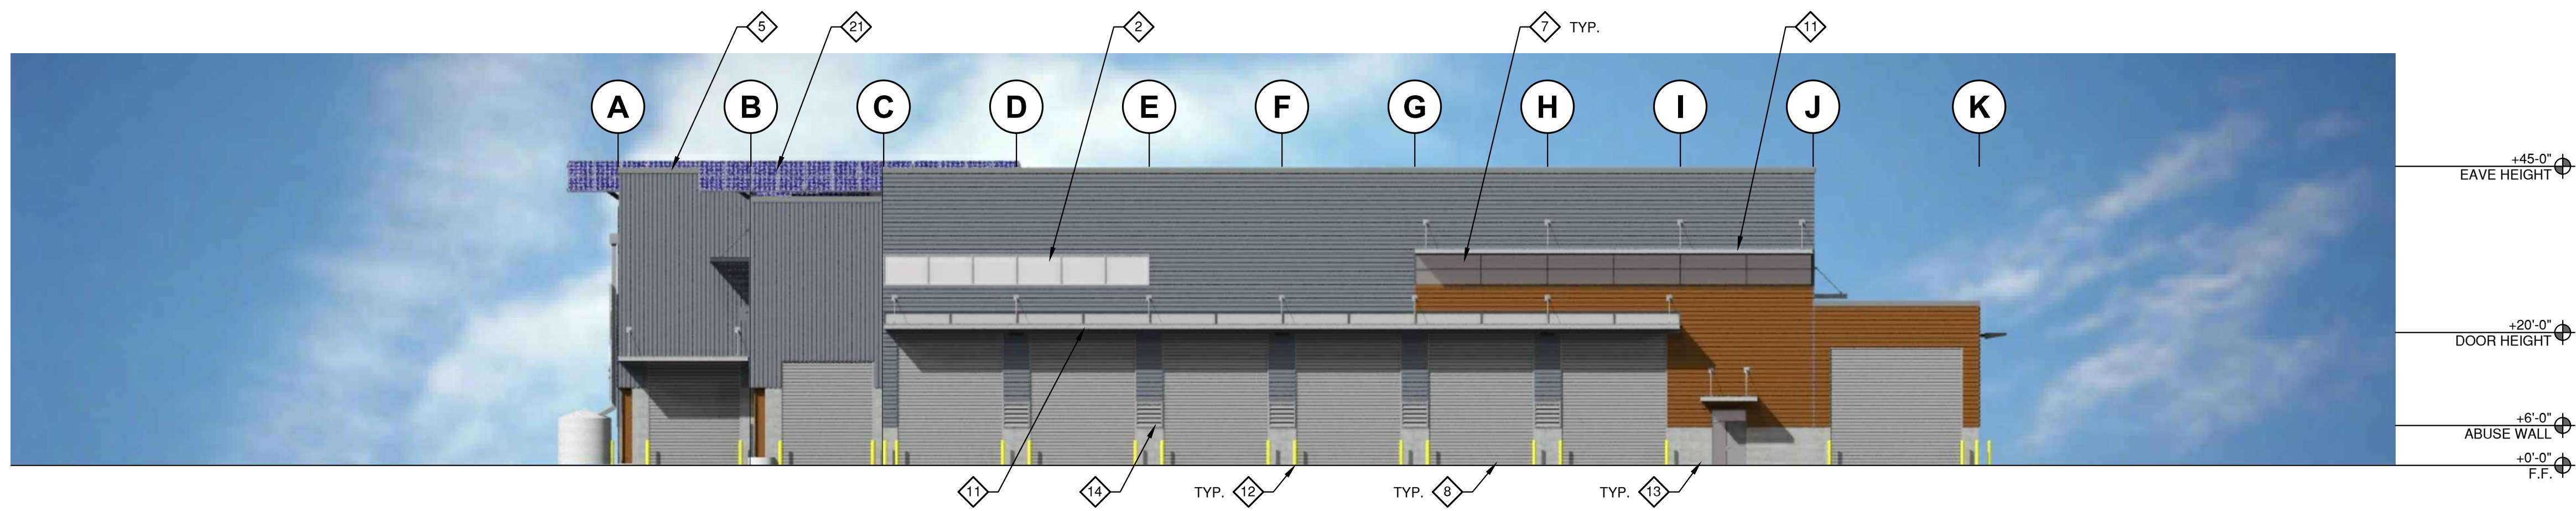 5
21
2
7 TYP.
11
A B C D E F G H I J K
+45-0"
EAVE HEIGHT
+20'-0"
DOOR HEIGHT
+6'-0"
ABUSE WALL
+0'-0"
F.F.
11
14
TYP. 12
TYP. 8
TYP. 13